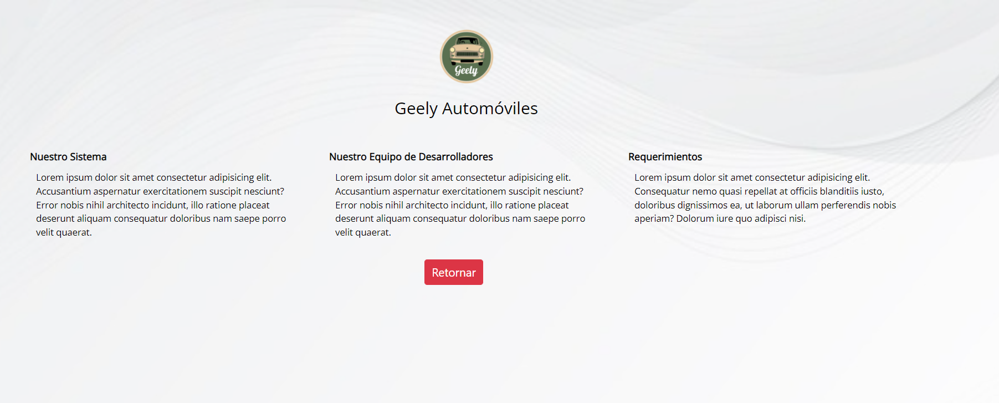 Geely
Geely Automóviles
Nuestro Sistema
Lorem ipsum dolor sit amet consectetur adipisicing elit.
Accusantium aspernatur exercitationem suscipit nesciunt?
Error nobis nihil architecto incidunt, illo ratione placeat
deserunt aliquam consequatur doloribus nam saepe porro
velit quaerat.
Nuestro Equipo de Desarrolladores
Lorem ipsum dolor sit amet consectetur adipisicing elit.
Accusantium aspernatur exercitationem suscipit nesciunt?
Error nobis nihil architecto incidunt, illo ratione placeat
deserunt aliquam consequatur doloribus nam saepe porro
velit quaerat.
Requerimientos
Lorem ipsum dolor sit amet consectetur adipisicing elit.
Consequatur nemo quasi repellat at officiis blanditiis iusto,
doloribus dignissimos ea, ut laborum ullam perferendis nobis
aperiam? Dolorum iure quo adipisci nisi.
Retornar